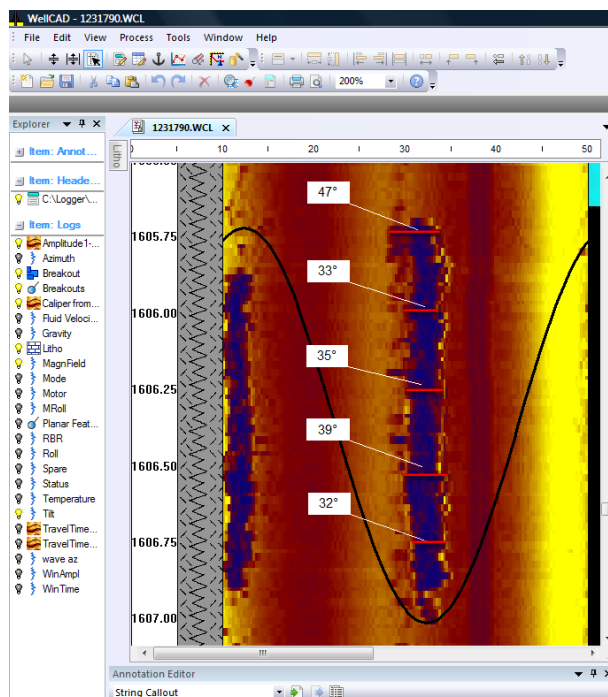 WellCAD - 1231790.WCL
File Edit View Process Tools Window Help
200%
Explorer
1231790.WCL
Item: Annot...
Item: Heade...
C:\Logger\...
Item: Logs
Amplitude1-...
Azimuth
Breakout
Breakouts
Caliper from...
Fluid Veloci...
Gravity
Litho
MagnField
Mode
Motor
MRoll
Planar Feat...
RBR
Roll
Spare
Status
Temperature
Tilt
TravelTime...
TravelTime...
wave az
WinAmpl
WinTime
Litho
10 20 30 40 50
47°
1605.75
33°
1606.00
35°
1606.25
39°
1606.50
32°
1606.75
1607.00
Annotation Editor
String Callout